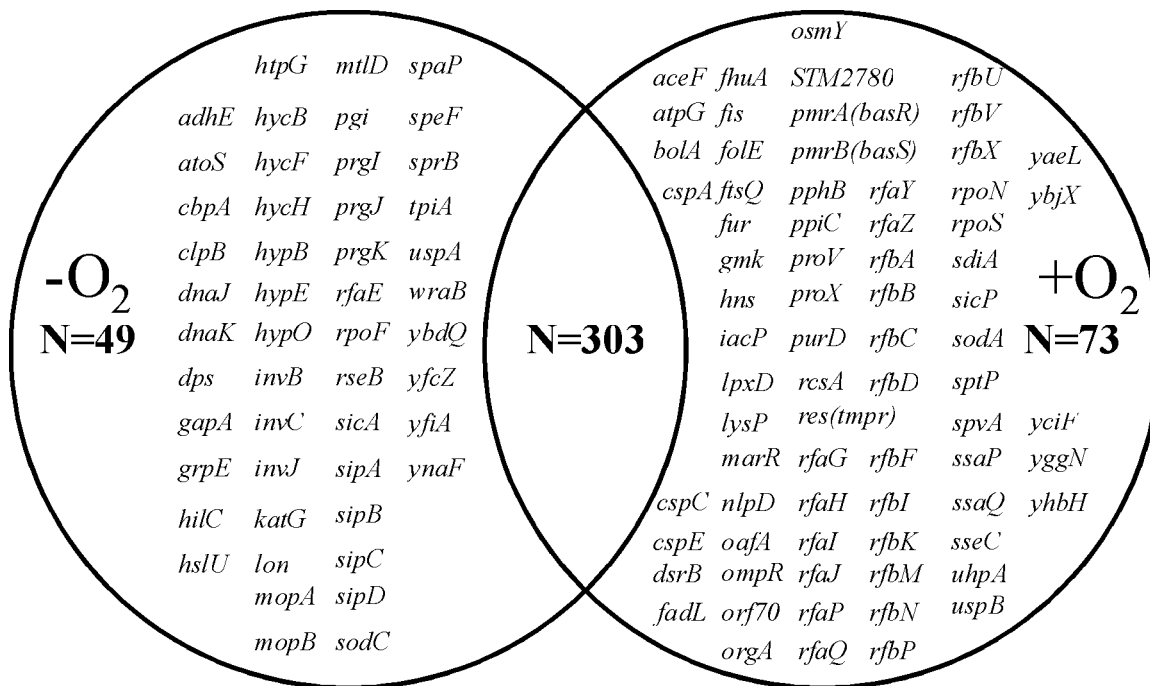 osmY
htpG mtlD spaP
aceF fhuA STM2780 rfbU
adhE hycB pgi speF
atpG fis pmrA(basR) rfbV
atoS hycF prgI sprB
bolA folE pmrB(basS) rfbX yaeL
cbpA hycH prgJ tpiA
cspA ftsQ pphB rfaY rpoN ybjX
fur ppiC rfaZ rpoS
clpB hypB prgK uspA
gmk proV rfbA sdiA
-O2
+O2
dnaJ hypE rfaE wraB
hns proX rfbB sicP
N=49
dnaK hypO rpoF ybdQ
N=303
iacP purD rfbC sodA
N=73
dps invB rseB yfcZ
lpxD rcsA rfbD sptP
gapA invC sicA yfiA
lysP res(tmpr) spvA yciF
grpE invJ sipA ynaF
marR rfaG rfbF ssaP yggN
hilC katG sipB
cspC nlpD rfaH rfbI ssaQ yhbH
hslU lon sipC
cspE oafA rfaI rfbK sseC
dsrB ompR rfaJ rfbM uhpA
mopA sipD
fadL orf70 rfaP rfbN uspB
mopB sodC
orgA rfaQ rfbP